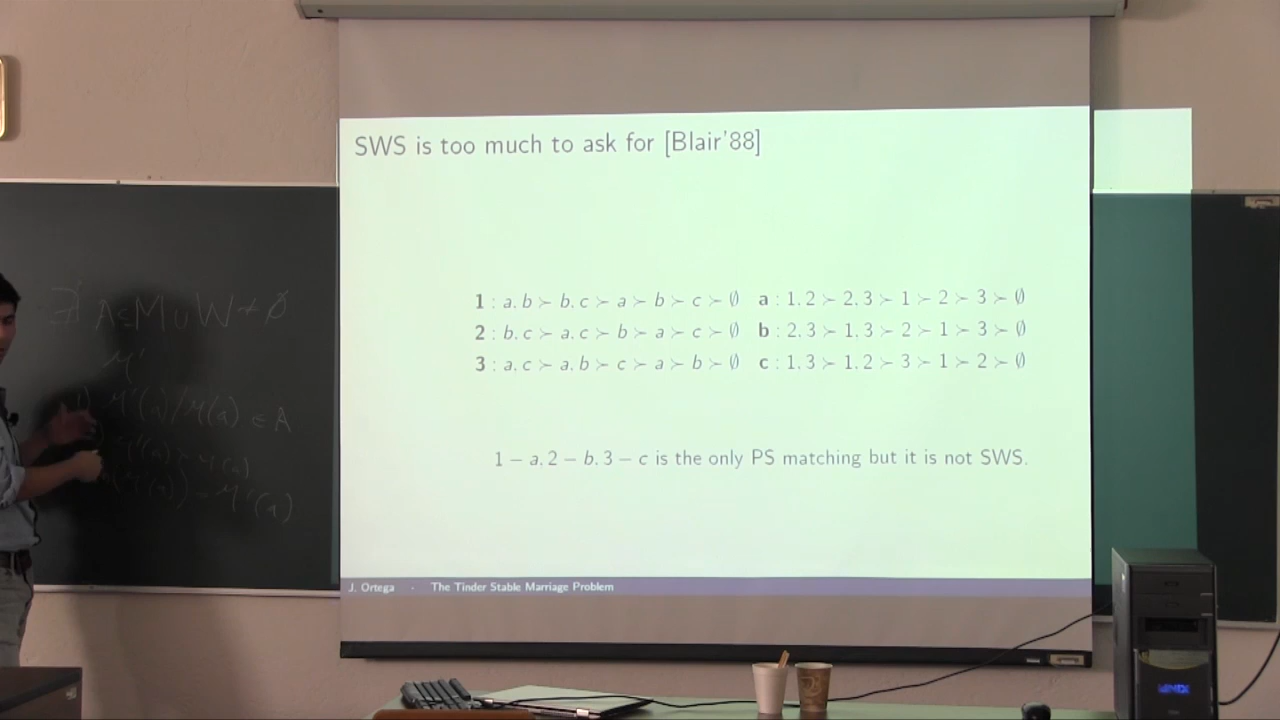 SWS is too much to ask for [Blair'88]
1 : a, b ≻ b, c ≻ a ≻ b ≻ c ≻ ∅ a : 1, 2 ≻ 2, 3 ≻ 1 ≻ 2 ≻ 3 ≻ ∅
2 : b, c ≻ a, c ≻ b ≻ a ≻ c ≻ ∅ b : 2, 3 ≻ 1, 3 ≻ 2 ≻ 1 ≻ 3 ≻ ∅
3 : a, c ≻ a, b ≻ c ≻ a ≻ b ≻ ∅ c : 1, 3 ≻ 1, 2 ≻ 3 ≻ 1 ≻ 2 ≻ ∅
1 − a, 2 − b, 3 − c is the only PS matching but it is not SWS.
J. Ortega · The Tinder Stable Marriage Problem
A ⊆ M ∪ W ≠ ∅